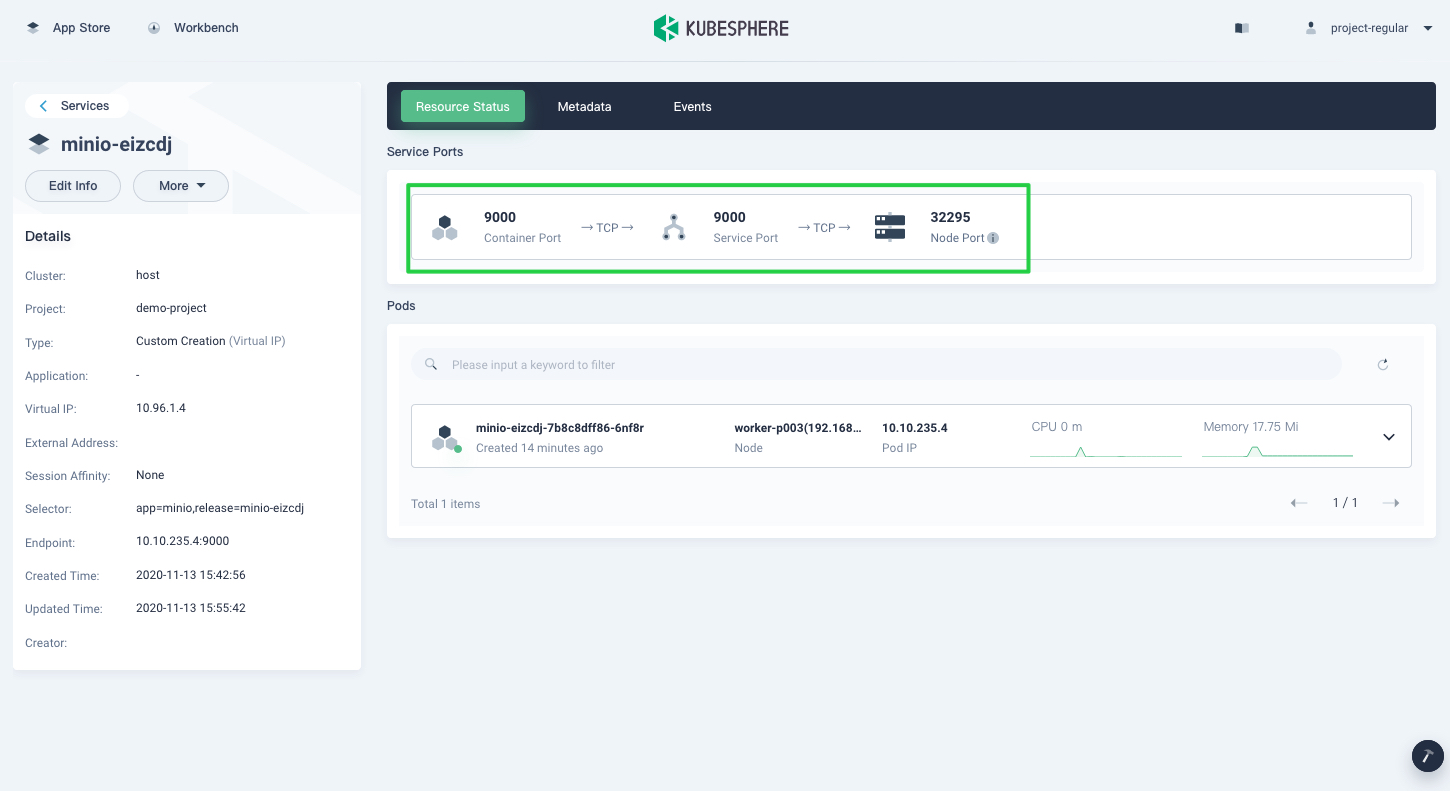 App Store
Workbench
KUBESPHERE
project-regular
Services
minio-eizcdj
Edit Info
More
Details
Cluster: host
Project: demo-project
Type: Custom Creation (Virtual IP)
Application: -
Virtual IP: 10.96.1.4
External Address:
Session Affinity: None
Selector: app=minio,release=minio-eizcdj
Endpoint: 10.10.235.4:9000
Created Time: 2020-11-13 15:42:56
Updated Time: 2020-11-13 15:55:42
Creator:
Resource Status
Metadata
Events
Service Ports
9000
Container Port
TCP
9000
Service Port
TCP
32295
Node Port
Pods
Please input a keyword to filter
minio-eizcdj-7b8c8dff86-6nf8r
Created 14 minutes ago
worker-p003(192.168...
Node
10.10.235.4
Pod IP
CPU 0 m
Memory 17.75 Mi
Total 1 items
1 / 1